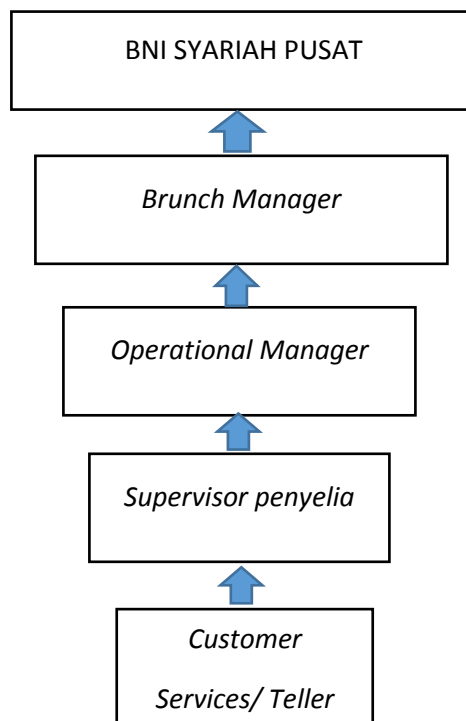 BNI SYARIAH PUSAT
Brunch Manager
Operational Manager
Supervisor penyelia
Customer
Services/ Teller